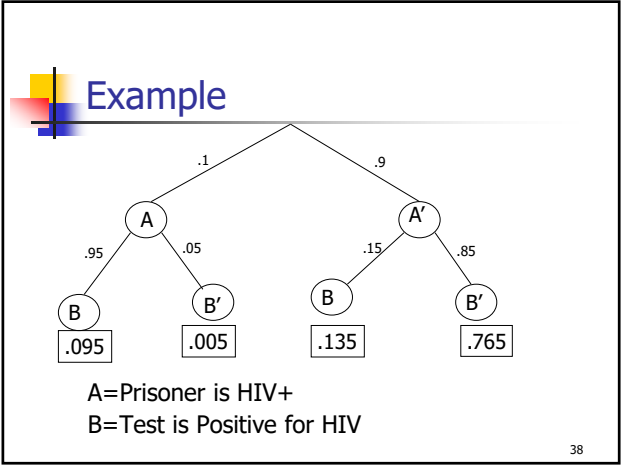 Example
.1 .9
A A′
.95 .05 .15 .85
B B′ B B′
.095 .005 .135 .765
A=Prisoner is HIV+
B=Test is Positive for HIV
38